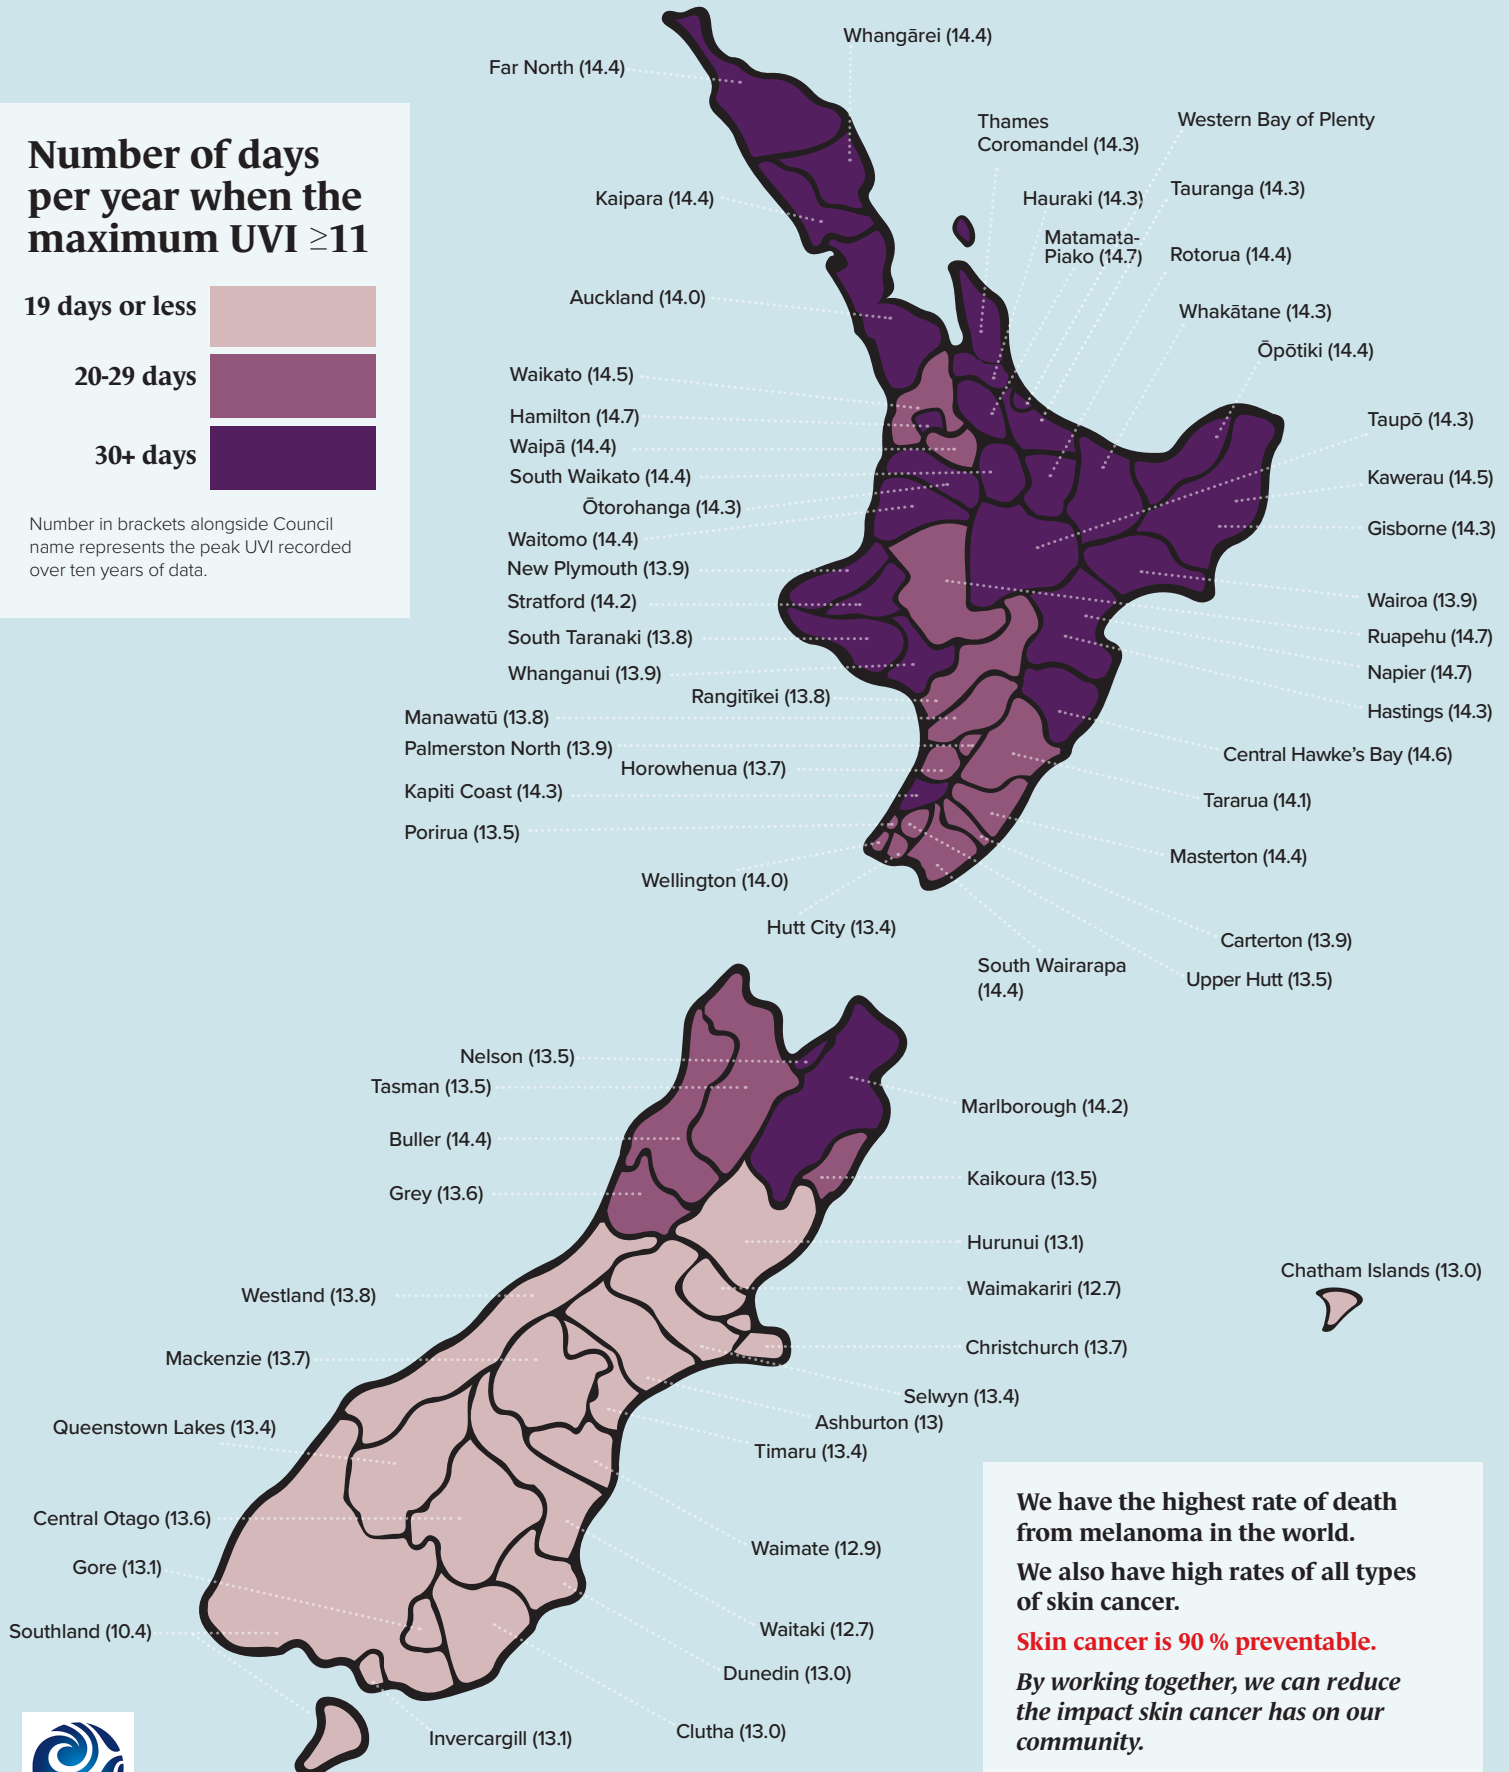 Number of days
per year when the
maximum UVI ≥11
19 days or less
20-29 days
30+ days
Number in brackets alongside Council
name represents the peak UVI recorded
over ten years of data.
Whangārei (14.4)
Far North (14.4)
Thames
Coromandel (14.3)
Western Bay of Plenty
Kaipara (14.4)
Hauraki (14.3)
Tauranga (14.3)
Matamata-
Piako (14.7)
Rotorua (14.4)
Auckland (14.0)
Whakātane (14.3)
Ōpōtiki (14.4)
Waikato (14.5)
Hamilton (14.7)
Taupō (14.3)
Waipā (14.4)
South Waikato (14.4)
Kawerau (14.5)
Ōtorohanga (14.3)
Gisborne (14.3)
Waitomo (14.4)
New Plymouth (13.9)
Stratford (14.2)
Wairoa (13.9)
South Taranaki (13.8)
Ruapehu (14.7)
Whanganui (13.9)
Napier (14.7)
Rangitīkei (13.8)
Hastings (14.3)
Manawatū (13.8)
Palmerston North (13.9)
Central Hawke's Bay (14.6)
Horowhenua (13.7)
Kapiti Coast (14.3)
Tararua (14.1)
Porirua (13.5)
Masterton (14.4)
Wellington (14.0)
Hutt City (13.4)
Carterton (13.9)
South Wairarapa
(14.4)
Upper Hutt (13.5)
Nelson (13.5)
Tasman (13.5)
Marlborough (14.2)
Buller (14.4)
Kaikoura (13.5)
Grey (13.6)
Hurunui (13.1)
Chatham Islands (13.0)
Westland (13.8)
Waimakariri (12.7)
Christchurch (13.7)
Mackenzie (13.7)
Selwyn (13.4)
Ashburton (13)
Queenstown Lakes (13.4)
Timaru (13.4)
Central Otago (13.6)
Waimate (12.9)
Gore (13.1)
Southland (10.4)
Waitaki (12.7)
Dunedin (13.0)
Clutha (13.0)
Invercargill (13.1)
We have the highest rate of death
from melanoma in the world.
We also have high rates of all types
of skin cancer.
Skin cancer is 90 % preventable.
By working together, we can reduce
the impact skin cancer has on our
community.